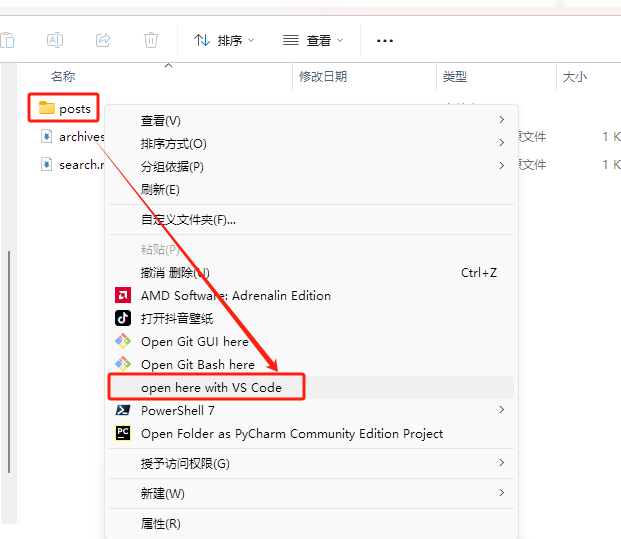 排序 查看
名称 修改日期 类型 大小
posts
archives 原文件 1 K
search.r 原文件 1 K
查看(V)
排序方式(O)
分组依据(P)
刷新(E)
自定义文件夹(F)...
粘贴(P)
撤消 删除(U) Ctrl+Z
AMD Software: Adrenalin Edition
打开抖音壁纸
Open Git GUI here
Open Git Bash here
open here with VS Code
PowerShell 7
Open Folder as PyCharm Community Edition Project
授予访问权限(G)
新建(W)
属性(R)